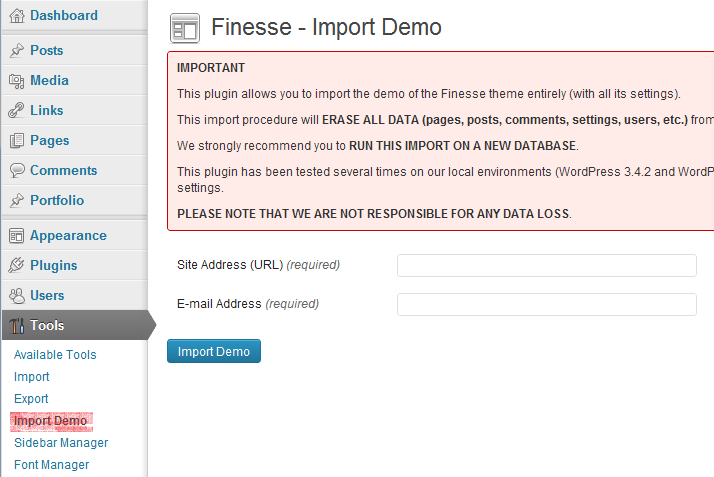 Dashboard
Posts
Media
Links
Pages
Comments
Portfolio
Appearance
Plugins
Users
Tools
Available Tools
Import
Export
Import Demo
Sidebar Manager
Font Manager
Finesse - Import Demo
IMPORTANT
This plugin allows you to import the demo of the Finesse theme entirely (with all its settings).
This import procedure will ERASE ALL DATA (pages, posts, comments, settings, users, etc.) from
We strongly recommend you to RUN THIS IMPORT ON A NEW DATABASE.
This plugin has been tested several times on our local environments (WordPress 3.4.2 and WordP
settings.
PLEASE NOTE THAT WE ARE NOT RESPONSIBLE FOR ANY DATA LOSS.
Site Address (URL) (required)
E-mail Address (required)
Import Demo